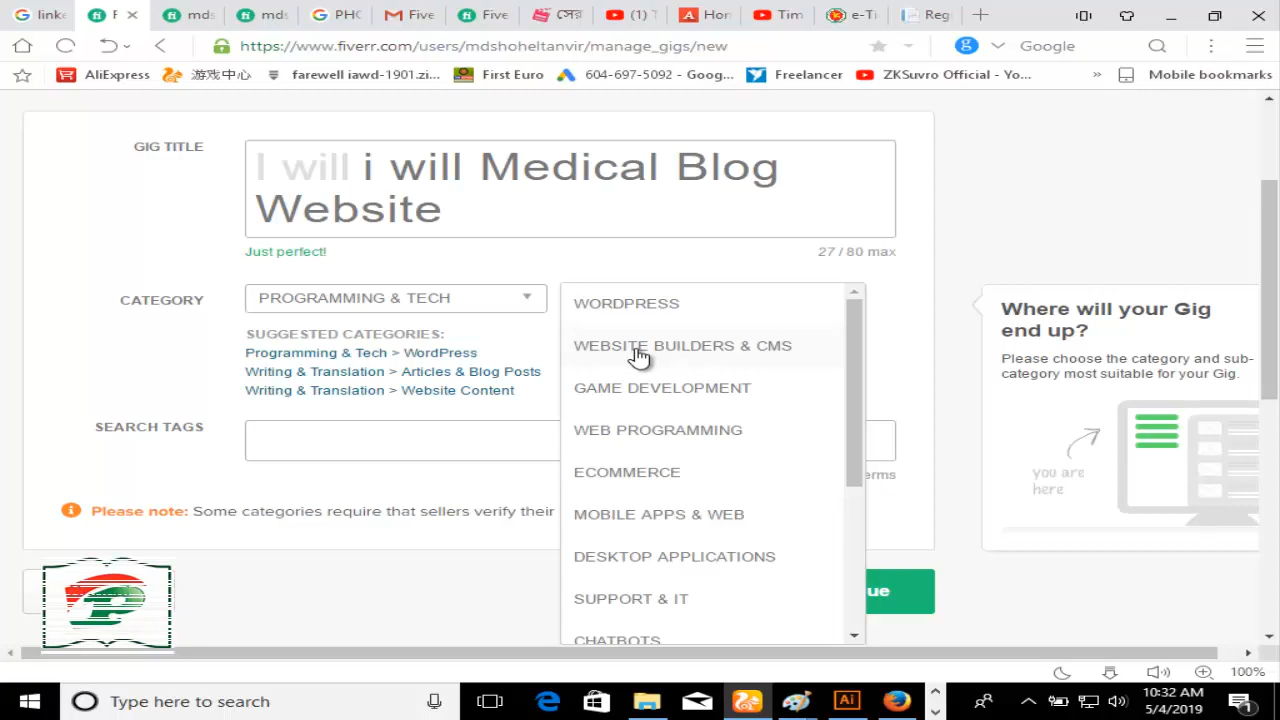 linke
F
mds
mds
PHC
Five
Five
সের
(1) T
Hon
Tim
e-Ti
Reg
https://www.fiverr.com/users/mdshoheltanvir/manage_gigs/new
Google
AliExpress
游戏中心
farewell iawd-1901.zi...
First Euro
604-697-5092 - Goog...
Freelancer
ZKSuvro Official - Yo...
»
Mobile bookmarks
GIG TITLE
I will i will Medical Blog
Website
Just perfect!
27 / 80 max
CATEGORY
PROGRAMMING & TECH
SUGGESTED CATEGORIES:
Programming & Tech > WordPress
Writing & Translation > Articles & Blog Posts
Writing & Translation > Website Content
WORDPRESS
WEBSITE BUILDERS & CMS
GAME DEVELOPMENT
WEB PROGRAMMING
ECOMMERCE
MOBILE APPS & WEB
DESKTOP APPLICATIONS
SUPPORT & IT
CHATBOTS
SEARCH TAGS
erms
Please note: Some categories require that sellers verify their
ue
Where will your Gig
end up?
Please choose the category and sub-
category most suitable for your Gig.
you are
here
100%
Type here to search
Ai
10:32 AM
5/4/2019
1